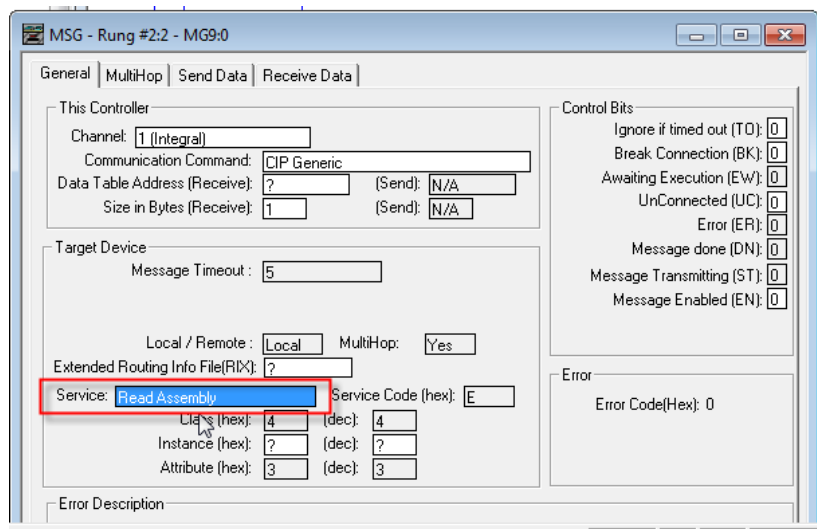 MSG - Rung #2:2 - MG9:0
General MultiHop Send Data Receive Data
This Controller
Channel: 1 (Integral)
Communication Command: CIP Generic
Data Table Address (Receive): ? (Send): N/A
Size in Bytes (Receive): 1 (Send): N/A
Target Device
Message Timeout : 5
Local / Remote : Local MultiHop: Yes
Extended Routing Info File(RIX): ?
Service: Read Assembly Service Code (hex): E
Class (hex): 4 (dec): 4
Instance (hex): ? (dec): ?
Attribute (hex): 3 (dec): 3
Error Description
Control Bits
Ignore if timed out (TO): 0
Break Connection (BK): 0
Awaiting Execution (EW): 0
UnConnected (UC): 0
Error (ER): 0
Message done (DN): 0
Message Transmitting (ST): 0
Message Enabled (EN): 0
Error
Error Code(Hex): 0